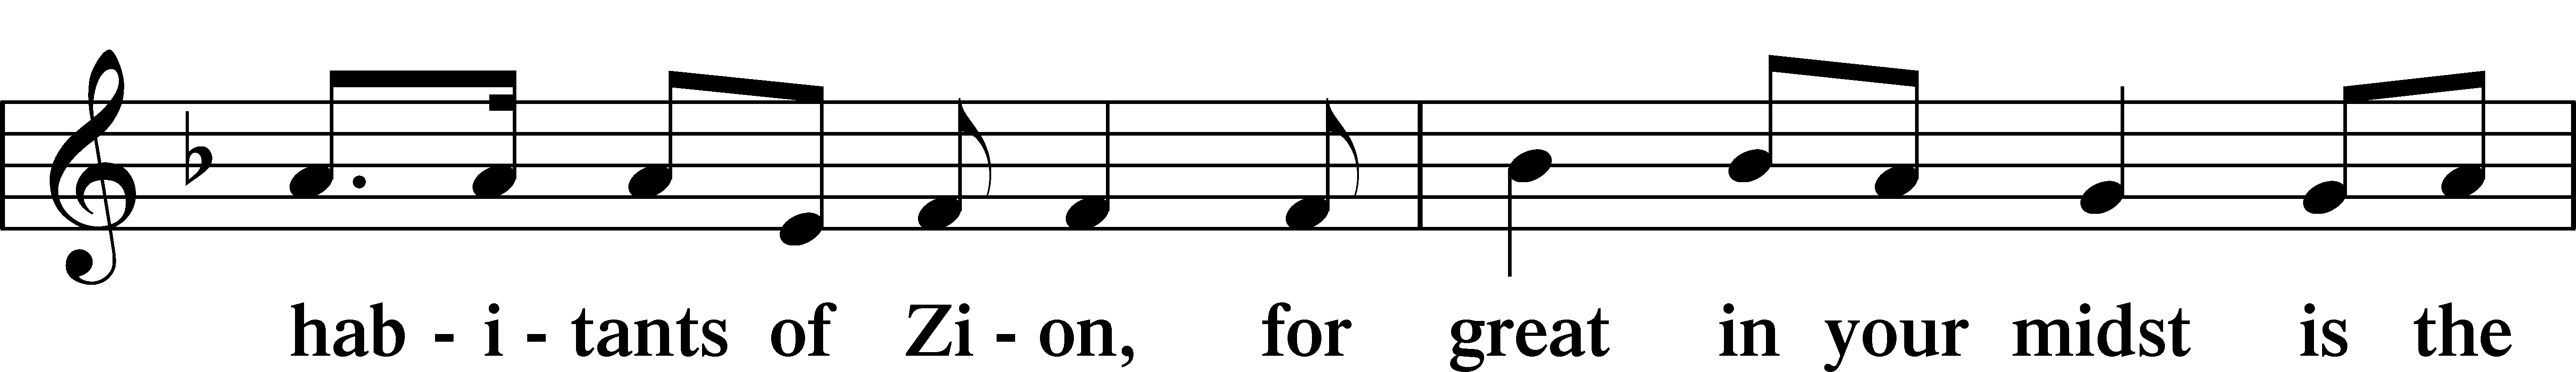 hab - i - tants of Zi - on, for great in your midst is the